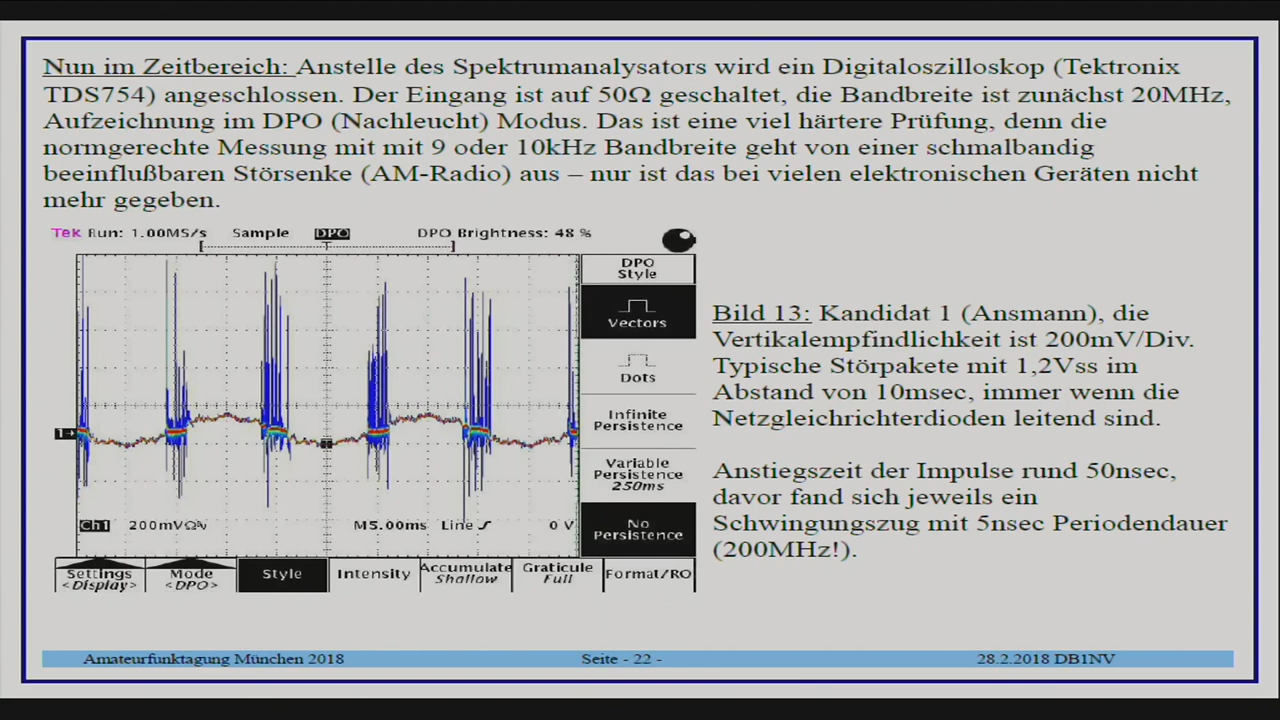 Nun im Zeitbereich: Anstelle des Spektrumanalysators wird ein Digitaloszilloskop (Tektronix
TDS754) angeschlossen. Der Eingang ist auf 50Ω geschaltet, die Bandbreite ist zunächst 20MHz,
Aufzeichnung im DPO (Nachleucht) Modus. Das ist eine viel härtere Prüfung, denn die
normgerechte Messung mit mit 9 oder 10kHz Bandbreite geht von einer schmalbandig
beeinflußbaren Störsenke (AM-Radio) aus – nur ist das bei vielen elektronischen Geräten nicht
mehr gegeben.
Tek Run: 1.00MS/s Sample DPO DPO Brightness: 48 %
DPO
Style
Vectors
Dots
Infinite
Persistence
Variable
Persistence
250ms
No
Persistence
1
Ch1 200mVΩ M5.00ms Line 0 V
Settings
<Display>
Mode
<DPO>
Style
Intensity
Accumulate
Shallow
Graticule
Full
Format/RO
Bild 13: Kandidat 1 (Ansmann), die
Vertikalempfindlichkeit ist 200mV/Div.
Typische Störpakete mit 1,2Vss im
Abstand von 10msec, immer wenn die
Netzgleichrichterdioden leitend sind.
Anstiegszeit der Impulse rund 50nsec,
davor fand sich jeweils ein
Schwingungszug mit 5nsec Periodendauer
(200MHz!).
Amateurfunktagung München 2018 Seite - 22 - 28.2.2018 DB1NV